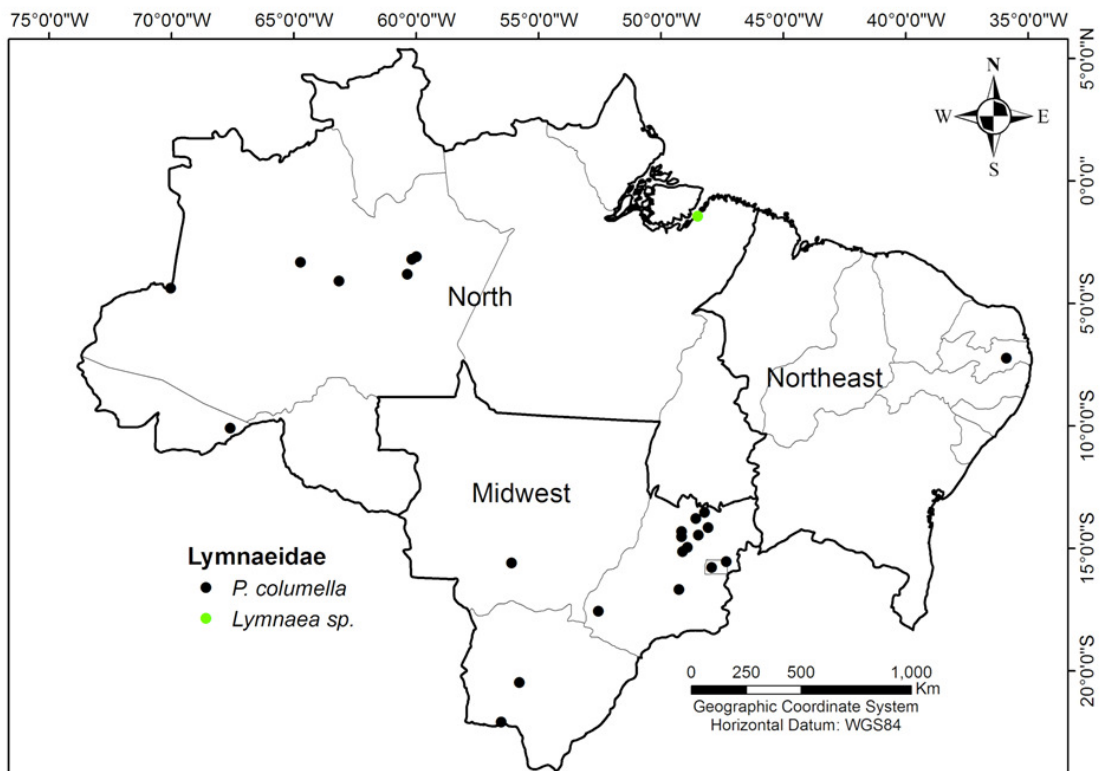 75°0'0"W 70°0'0"W 65°0'0"W 60°0'0"W 55°0'0"W 50°0'0"W 45°0'0"W 40°0'0"W 35°0'0"W
5°0'0"N
N
W E
S
0°0'0"
North
5°0'0"S
Northeast
10°0'0"S
Midwest
15°0'0"S
Lymnaeidae
P. columella
Lymnaea sp.
20°0'0"S
0 250 500 1,000
Km
Geographic Coordinate System
Horizontal Datum: WGS84